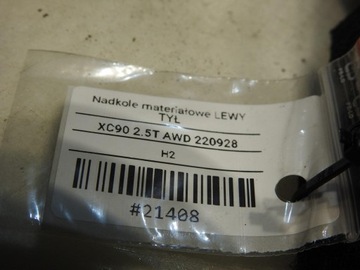 Nadkole materiałowe LEWY
TYŁ
XC90 2.5T AWD 220928
H2
#21408